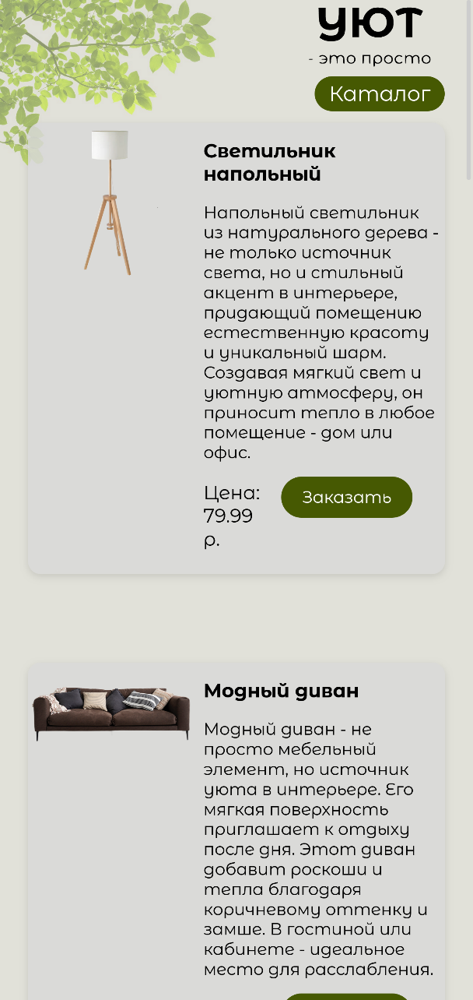 уют
- это просто
Каталог
Светильник
напольный
Напольный светильник
из натурального дерева -
не только источник
света, но и стильный
акцент в интерьере,
придающий помещению
естественную красоту
и уникальный шарм.
Создавая мягкий свет и
уютную атмосферу, он
приносит тепло в любое
помещение - дом или
офис.
Цена:
79.99
р.
Заказать
Модный диван
Модный диван - не
просто мебельный
элемент, но источник
уюта в интерьере. Его
мягкая поверхность
приглашает к отдыху
после дня. Этот диван
добавит роскоши и
тепла благодаря
коричневому оттенку и
замше. В гостиной или
кабинете - идеальное
место для расслабления.